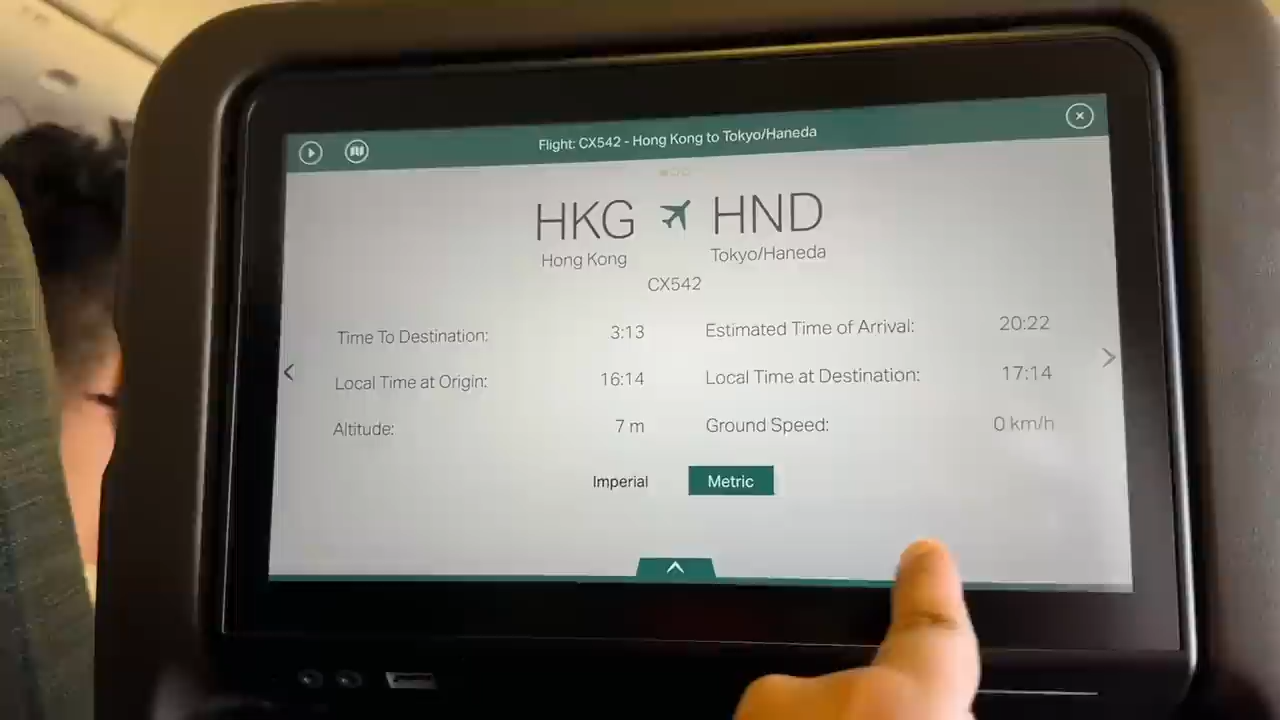 Flight: CX542 - Hong Kong to Tokyo/Haneda
HKG HND
Hong Kong Tokyo/Haneda
CX542
Time To Destination: 3:13 Estimated Time of Arrival: 20:22
Local Time at Origin: 16:14 Local Time at Destination: 17:14
Altitude: 7 m Ground Speed: 0 km/h
Imperial Metric